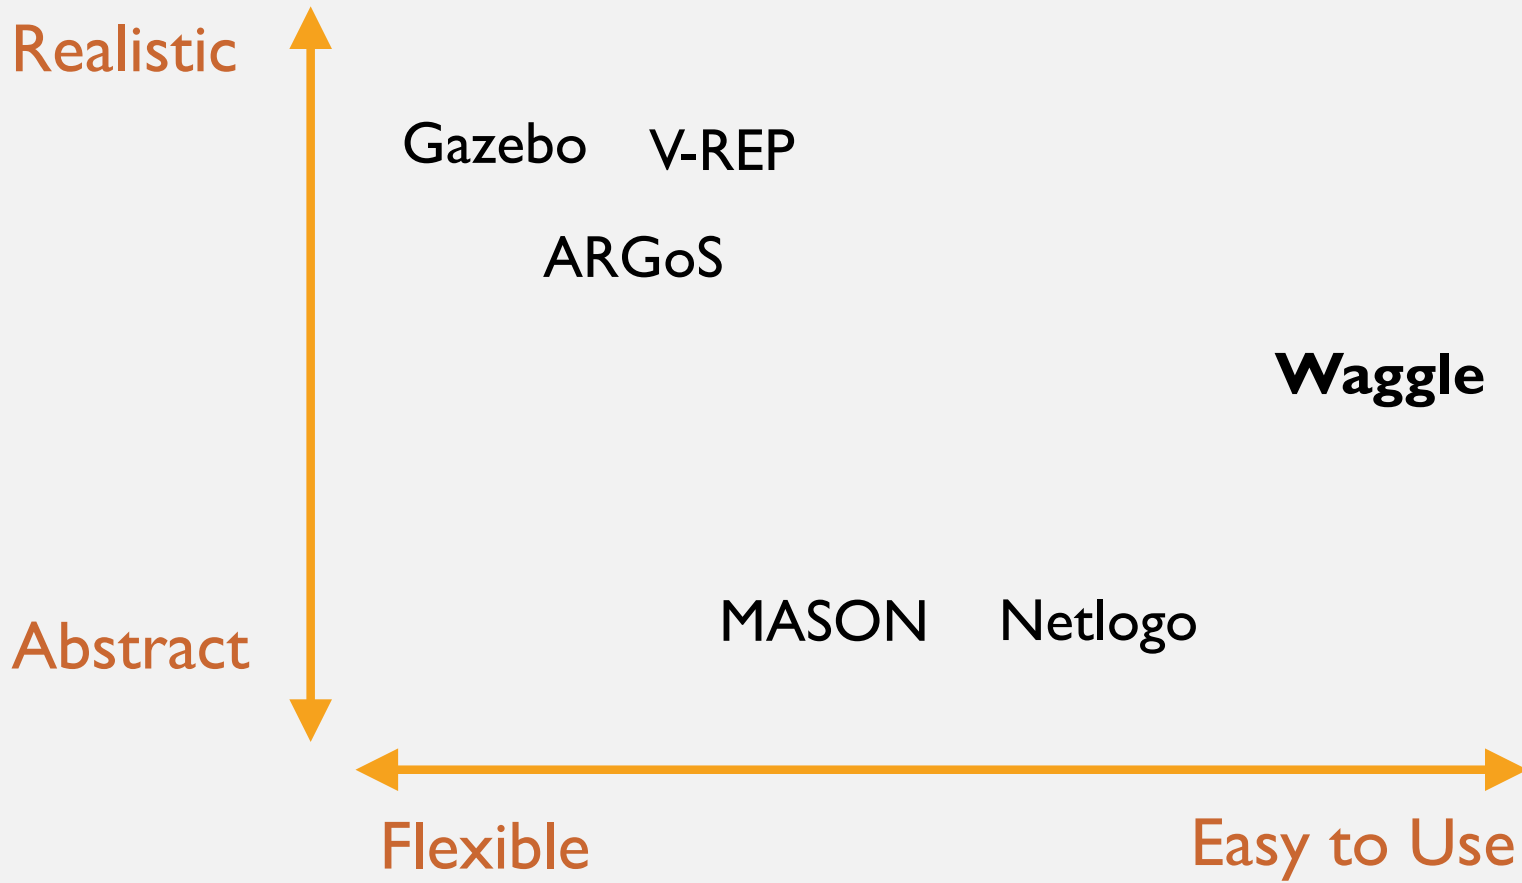 Realistic
Gazebo V-REP
ARGoS
Waggle
MASON Netlogo
Abstract
Flexible Easy to Use